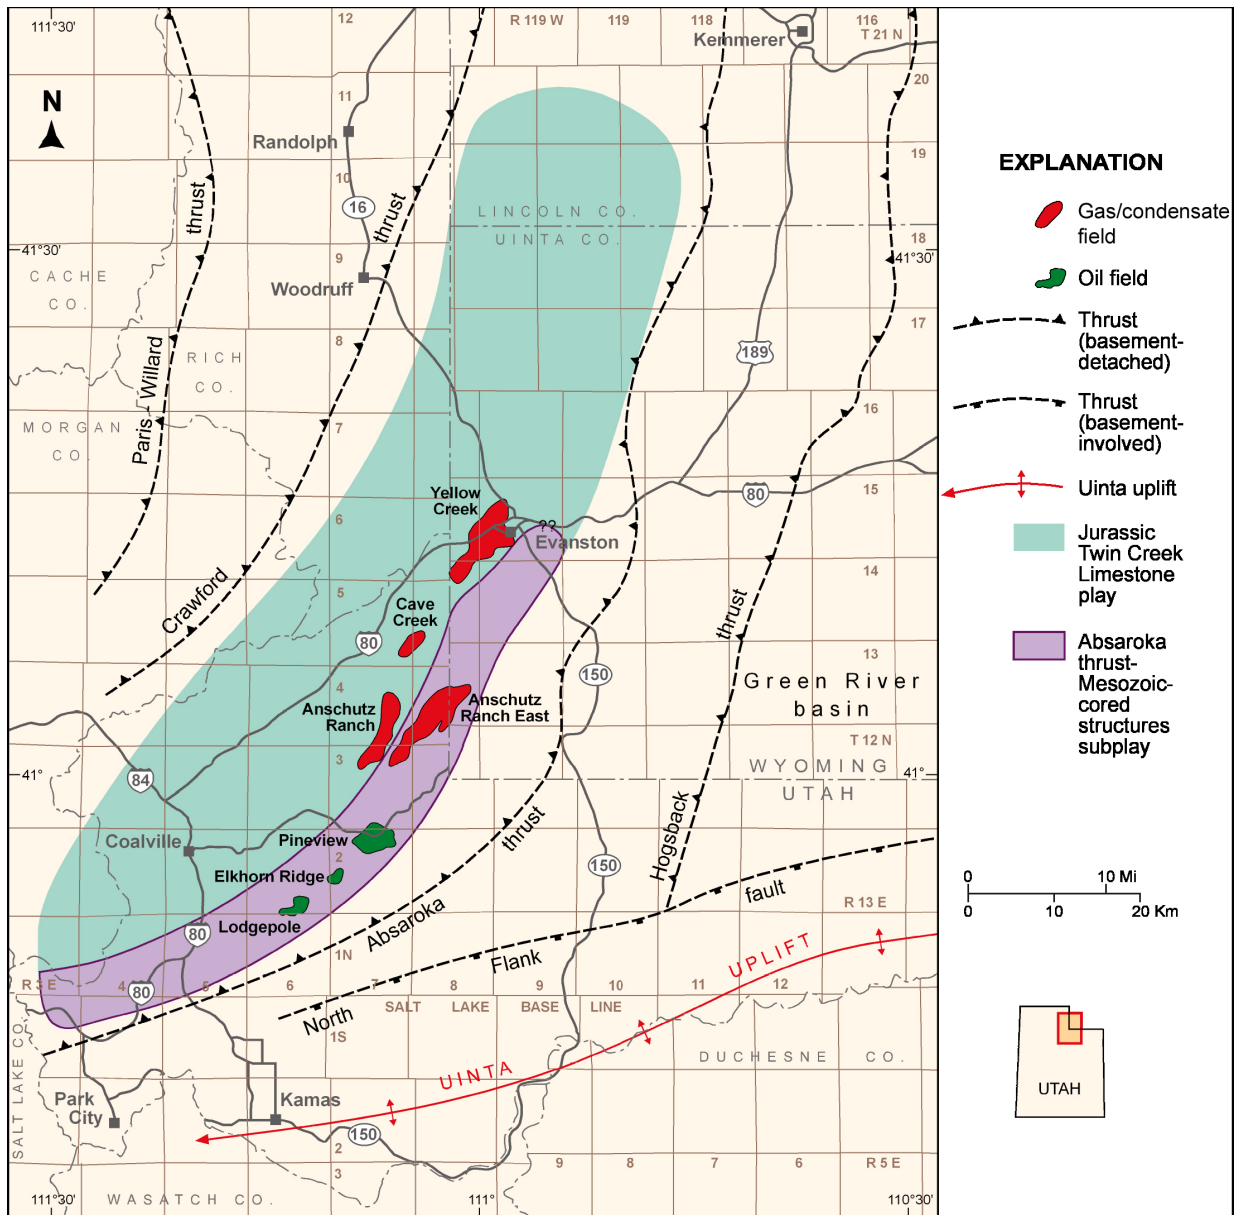 111°30'
12
R 119 W
119
118
116
T 21 N
Kemmerer
20
N
11
Randolph
thrust
10
16
thrust
19
LINCOLN CO.
UINTA CO.
18
41°30'
9
41°30'
CACHE
CO.
Woodruff
17
8
189
RICH
CO.
Paris - Willard
16
7
MORGAN
CO.
15
80
Yellow
Creek
6
??
Evanston
14
Crawford
5
Cave
Creek
80
thrust
13
150
4
Green River
basin
Anschutz
Ranch
Anschutz
Ranch East
T 12 N
3
WYOMING
41°
84
41°
UTAH
Hogsback
thrust
Coalville
Pineview
2
150
Elkhorn Ridge
fault
R 13 E
Lodgepole
Absaroka
80
UPLIFT
1N
Flank
R 3 E
4
80
5
6
7
8
9
10
11
12
North
SALT LAKE BASE LINE
1S
SALT LAKE CO.
DUCHESNE CO.
UINTA
Park
City
Kamas
150
2
3
9
8
7
6
R 5 E
WASATCH CO.
111°30'
111°
110°30'
EXPLANATION
Gas/condensate
field
Oil field
Thrust
(basement-
detached)
Thrust
(basement-
involved)
Uinta uplift
Jurassic
Twin Creek
Limestone
play
Absaroka
thrust-
Mesozoic-
cored
structures
subplay
0
10 Mi
0
10
20 Km
UTAH